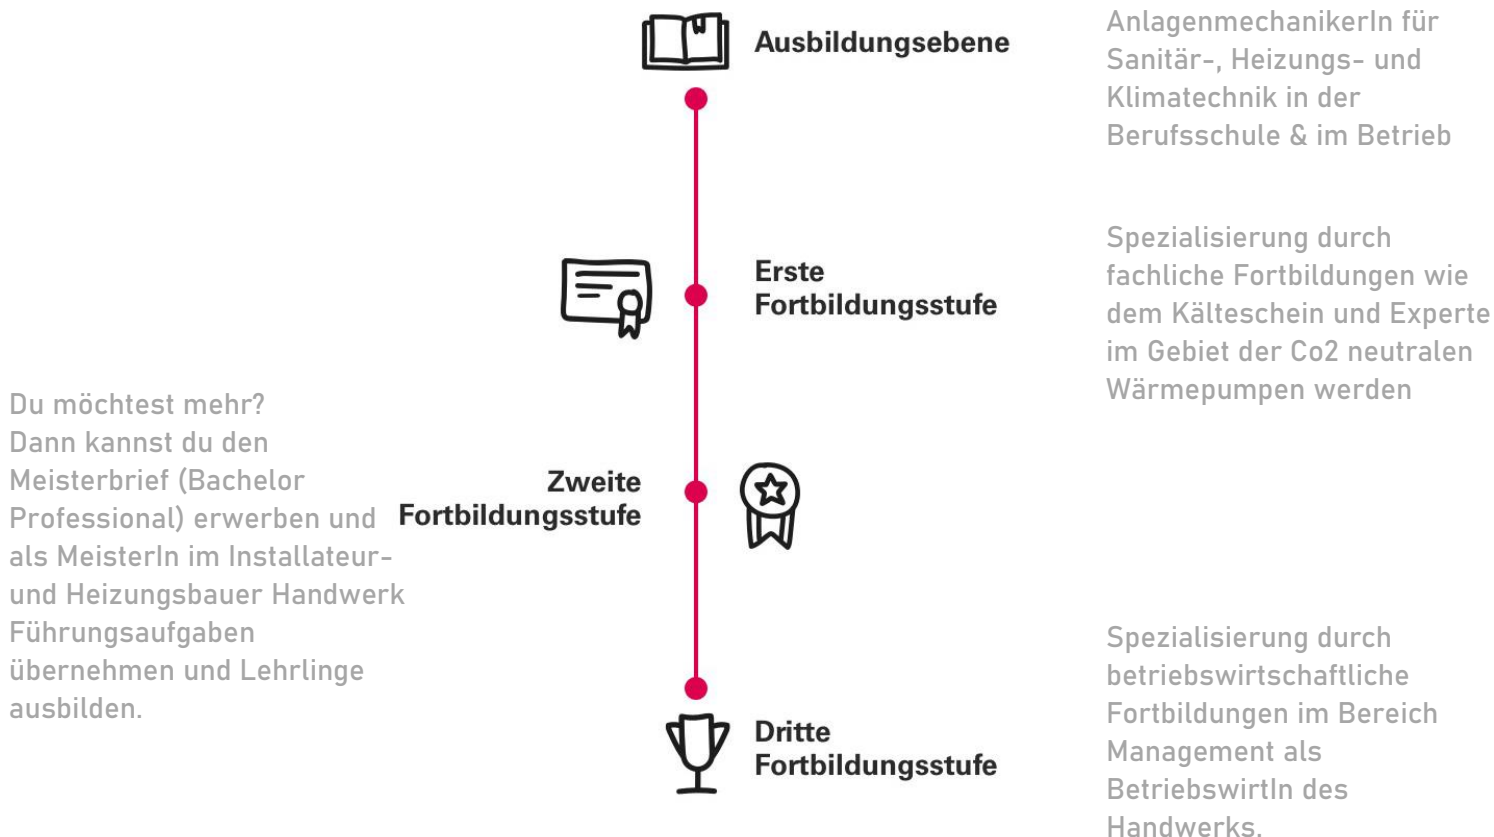 Ausbildungsebene
AnlagenmechanikerIn für
Sanitär-, Heizungs- und
Klimatechnik in der
Berufsschule & im Betrieb
Erste
Fortbildungsstufe
Spezialisierung durch
fachliche Fortbildungen wie
dem Kälteschein und Experte
im Gebiet der Co2 neutralen
Wärmepumpen werden
Zweite
Fortbildungsstufe
Du möchtest mehr?
Dann kannst du den
Meisterbrief (Bachelor
Professional) erwerben und
als MeisterIn im Installateur-
und Heizungsbauer Handwerk
Führungsaufgaben
übernehmen und Lehrlinge
ausbilden.
Dritte
Fortbildungsstufe
Spezialisierung durch
betriebswirtschaftliche
Fortbildungen im Bereich
Management als
BetriebswirtIn des
Handwerks.